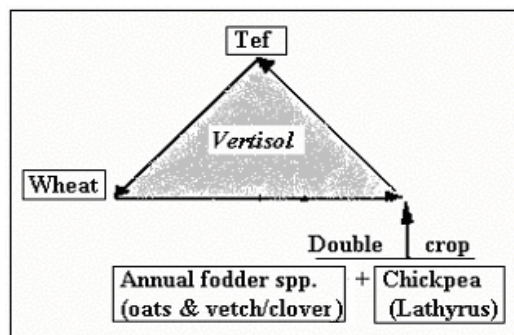 Tef
Vertisol
Wheat
Double crop
Annual fodder spp. + Chickpea
(oats & vetch/clover) (Lathyrus)